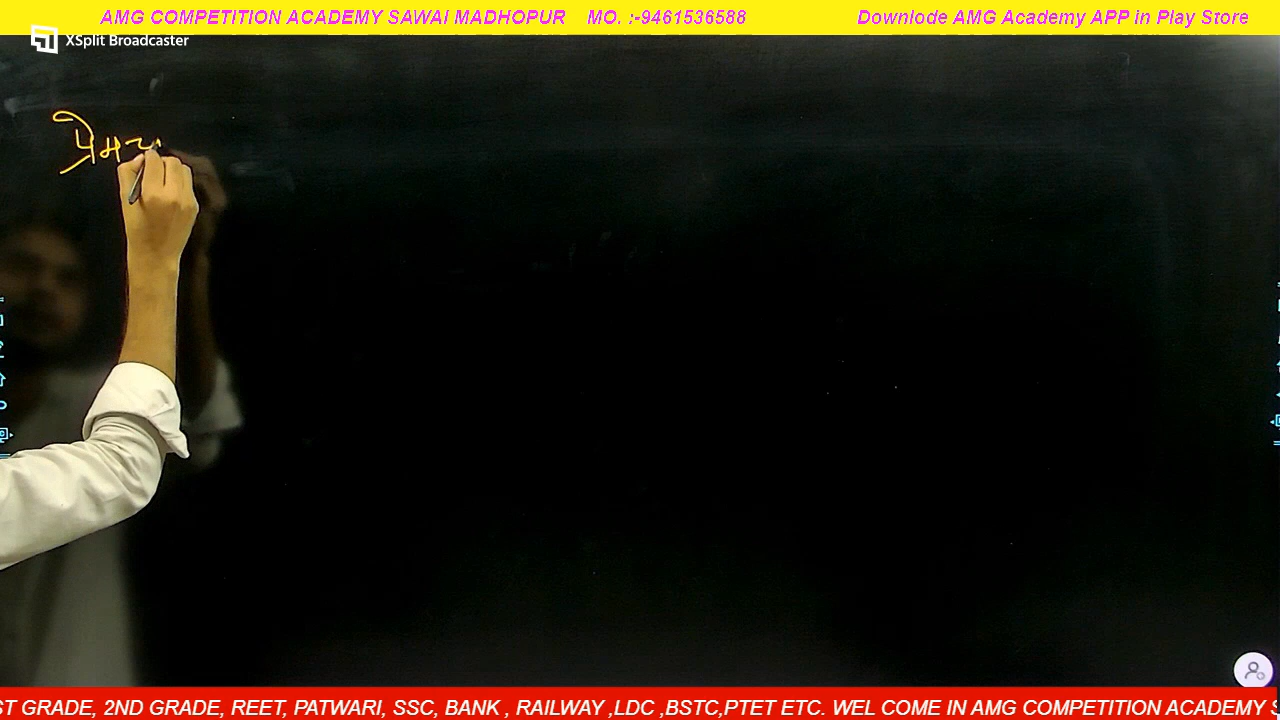 AMG COMPETITION ACADEMY SAWAI MADHOPUR MO. :-9461536588 Downlode AMG Academy APP in Play Store
XSplit Broadcaster
ST GRADE, 2ND GRADE, REET, PATWARI, SSC, BANK , RAILWAY ,LDC ,BSTC,PTET ETC. WEL COME IN AMG COMPETITION ACADEMY S